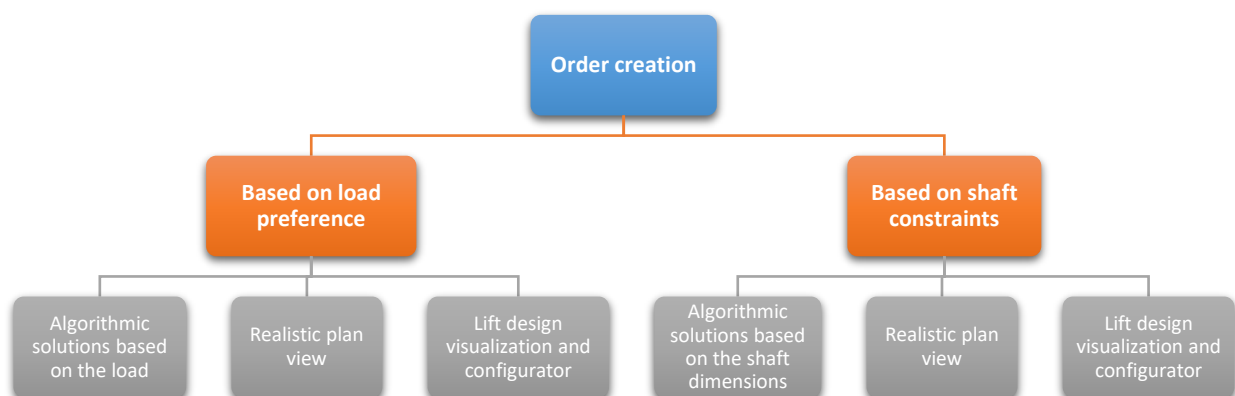 Order creation
Based on load
preference
Based on shaft
constraints
Algorithmic
solutions based
on the load
Realistic plan
view
Lift design
visualization and
configurator
Algorithmic
solutions based
on the shaft
dimensions
Realistic plan
view
Lift design
visualization and
configurator